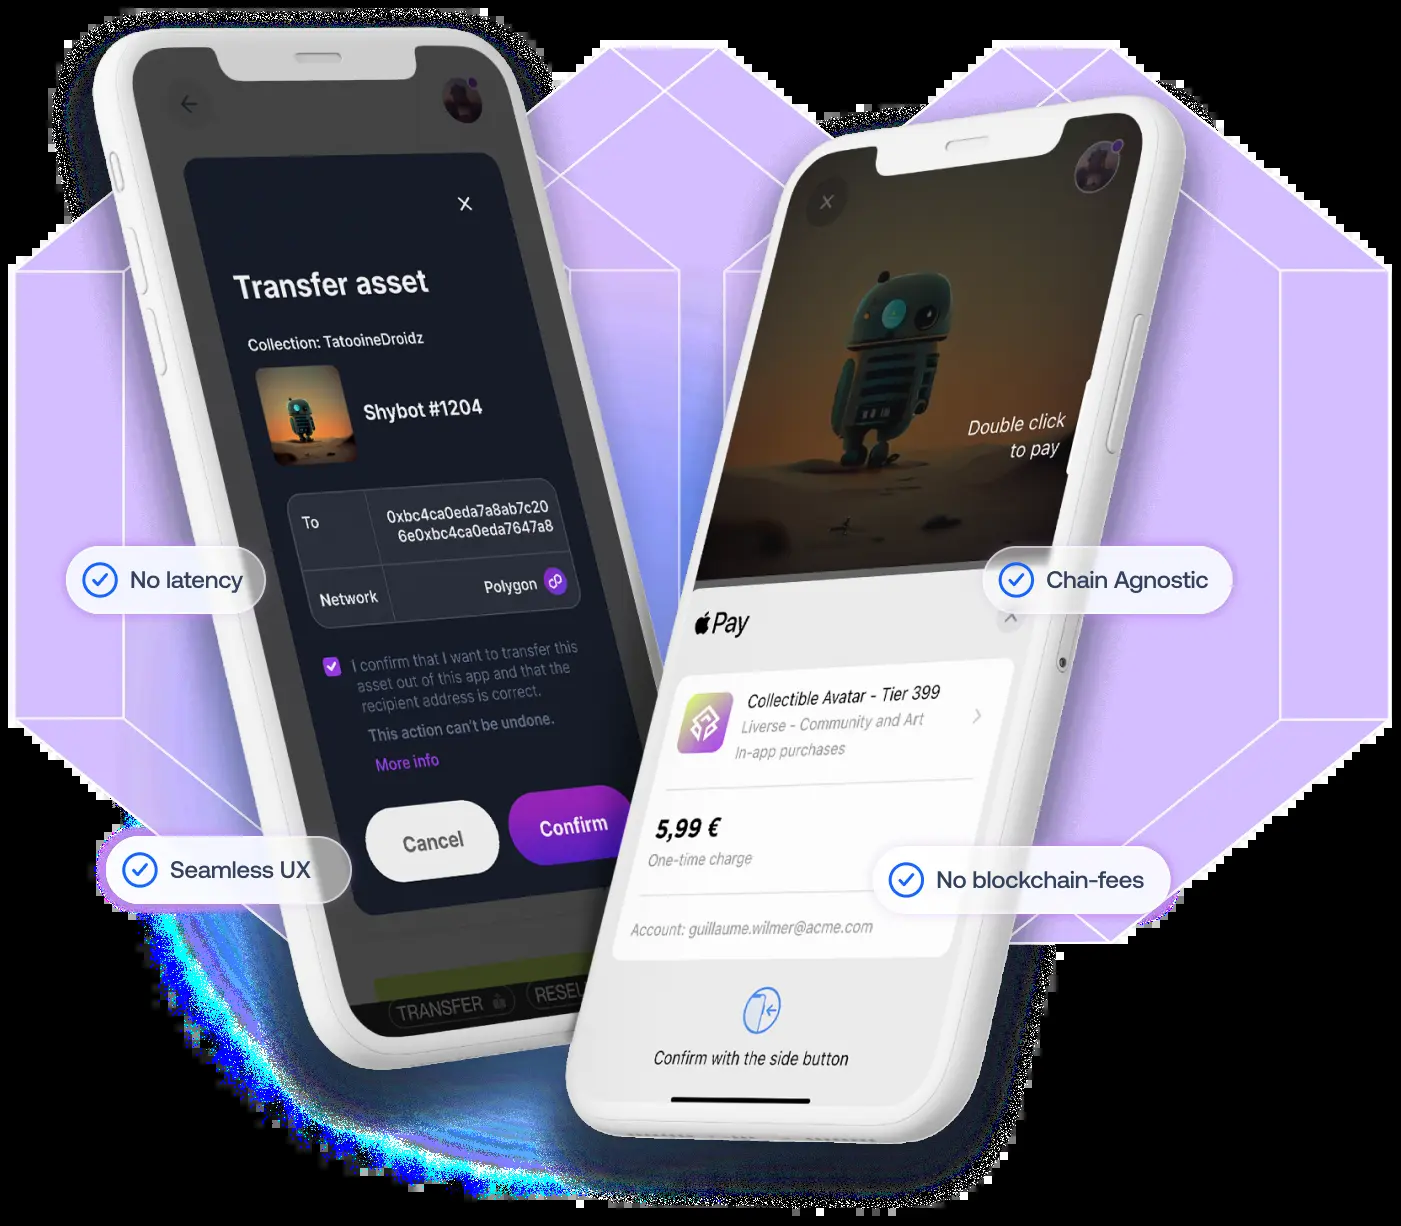 Transfer asset
Collection: TatooineDroidz
Shybot #1204
To
0xbc4ca0eda7a8ab7c20
6e0xbc4ca0eda7647a8
Network
Polygon
I confirm that I want to transfer this
asset out of this app and that the
recipient address is correct.
This action can't be undone.
More info
Cancel
Confirm
TRANSFER
RESEL
No latency
Seamless UX
Double click
to pay
Pay
Collectible Avatar - Tier 399
Liverse - Community and Art
In-app purchases
5,99 €
One-time charge
Account: guillaume.wilmer@acme.com
Confirm with the side button
Chain Agnostic
No blockchain-fees